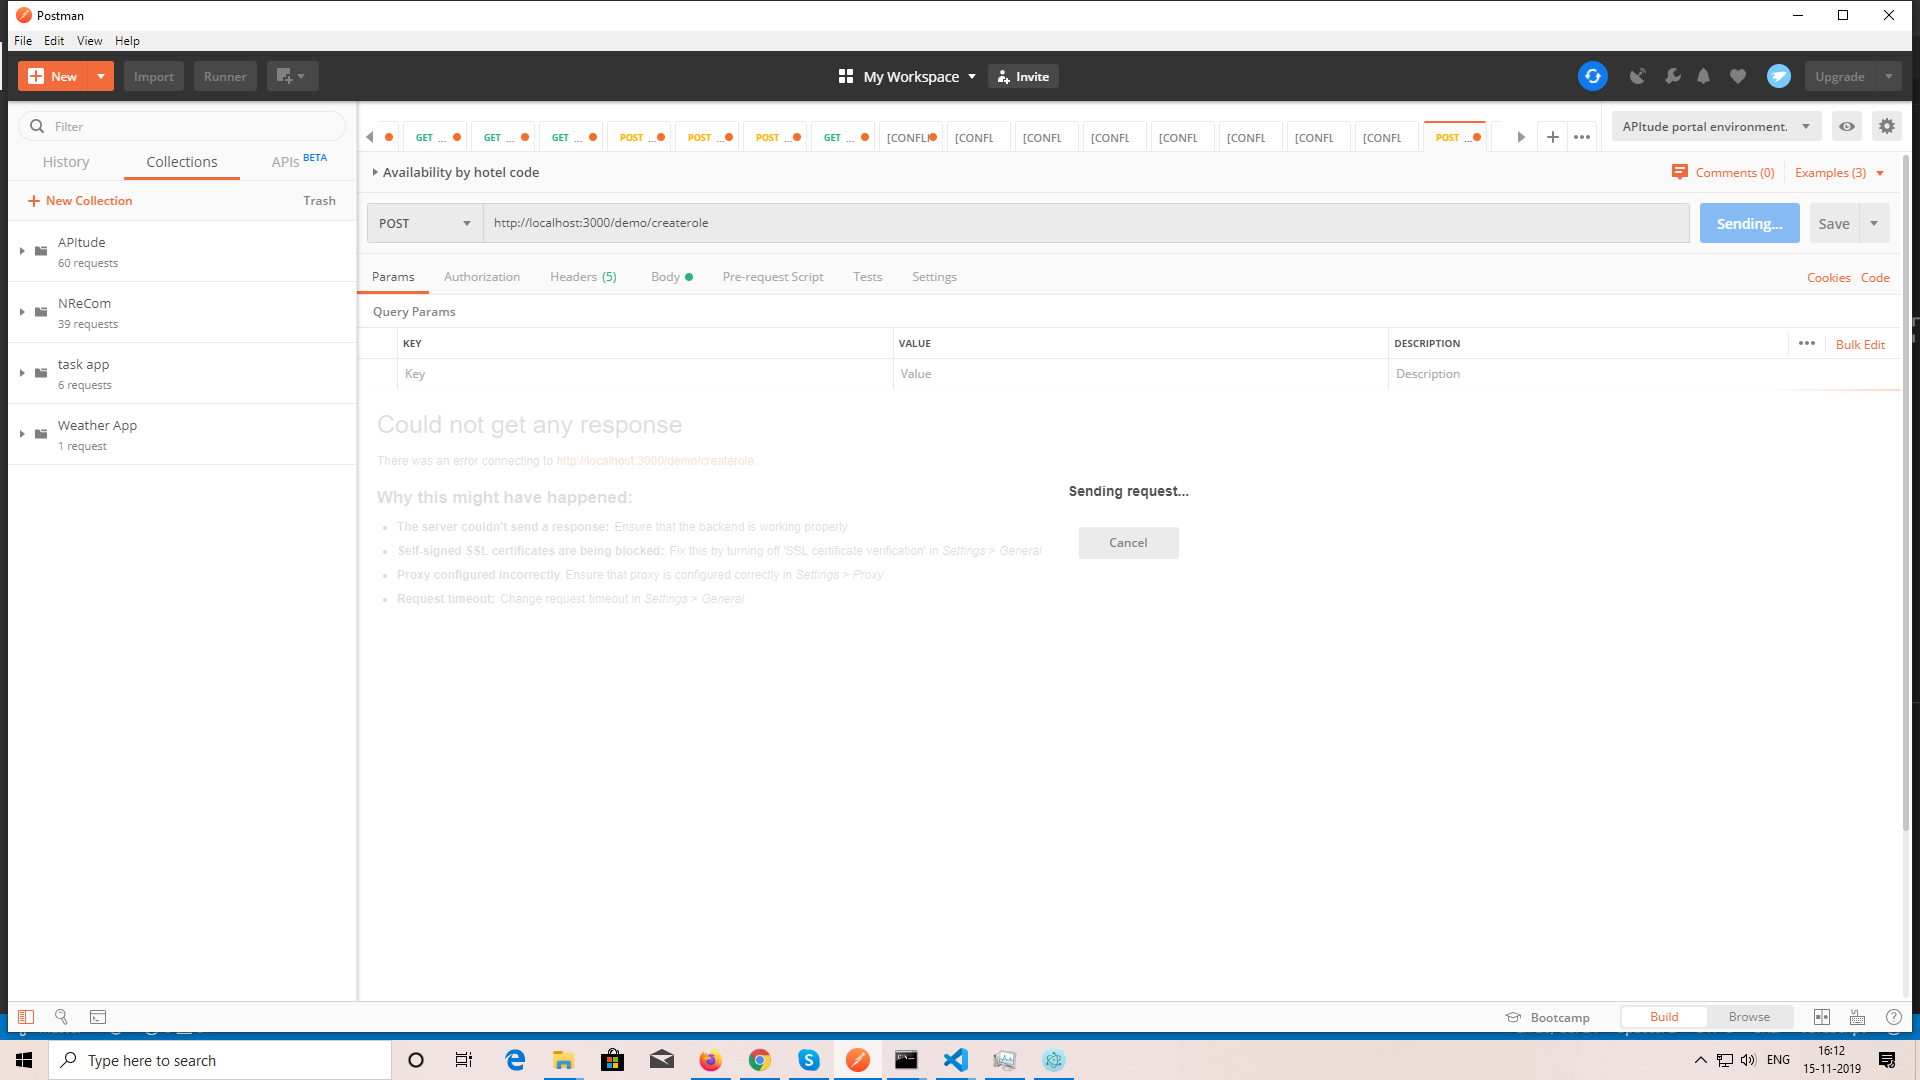 Postman
File Edit View Help
New Import Runner My Workspace Invite Upgrade
Filter
GET ... GET ... GET ... POST ... POST ... POST ... GET ... [CONFLI [CONFL [CONFL [CONFL [CONFL [CONFL [CONFL [CONFL POST ...
APItude portal environment.
History Collections APIs BETA
Availability by hotel code
Comments (0) Examples (3)
New Collection Trash
POST http://localhost:3000/demo/createrole Sending... Save
APItude
60 requests
NReCom
39 requests
task app
6 requests
Weather App
1 request
Params Authorization Headers (5) Body Pre-request Script Tests Settings Cookies Code
Query Params
KEY VALUE DESCRIPTION Bulk Edit
Key Value Description
Could not get any response
There was an error connecting to http://localhost:3000/demo/createrole.
Why this might have happened:
The server couldn't send a response: Ensure that the backend is working properly
Self-signed SSL certificates are being blocked: Fix this by turning off 'SSL certificate verification' in Settings > General
Proxy configured incorrectly Ensure that proxy is configured correctly in Settings > Proxy
Request timeout: Change request timeout in Settings > General
Sending request...
Cancel
Bootcamp Build Browse
Type here to search
ENG
16:12
15-11-2019